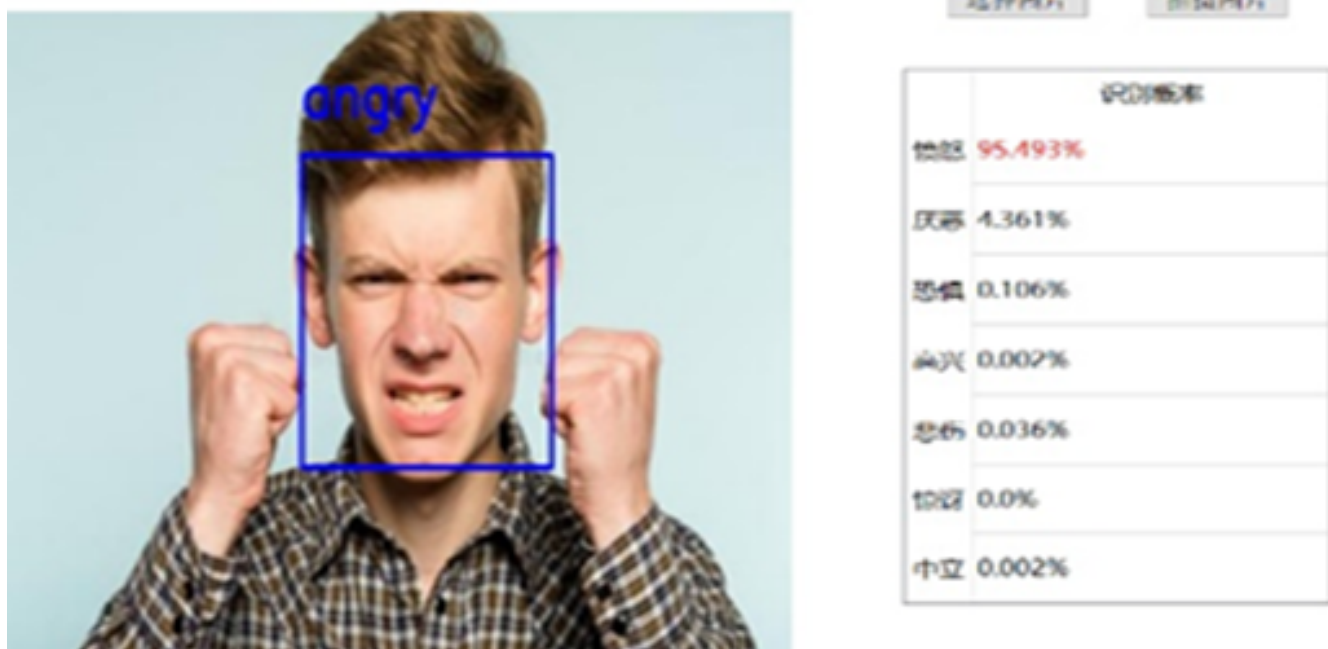 angry
识别概率
愤怒 95.493%
厌恶 4.361%
恐惧 0.106%
高兴 0.002%
悲伤 0.036%
惊讶 0.0%
中立 0.002%